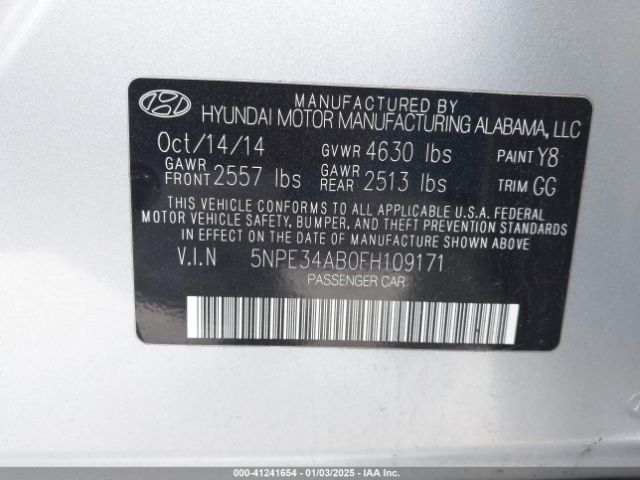 MANUFACTURED BY
HYUNDAI MOTOR MANUFACTURING ALABAMA, LLC
Oct/14/14 GVWR 4630 lbs PAINT Y8
GAWR FRONT 2557 lbs GAWR REAR 2513 lbs TRIM GG
THIS VEHICLE CONFORMS TO ALL APPLICABLE U.S.A. FEDERAL
MOTOR VEHICLE SAFETY, BUMPER, AND THEFT PREVENTION STANDARDS
IN EFFECT ON THE DATE OF MANUFACTURE SHOWN ABOVE.
V.I.N 5NPE34AB0FH109171
PASSENGER CAR
000-41241654 - 01/03/2025 - IAAI.com